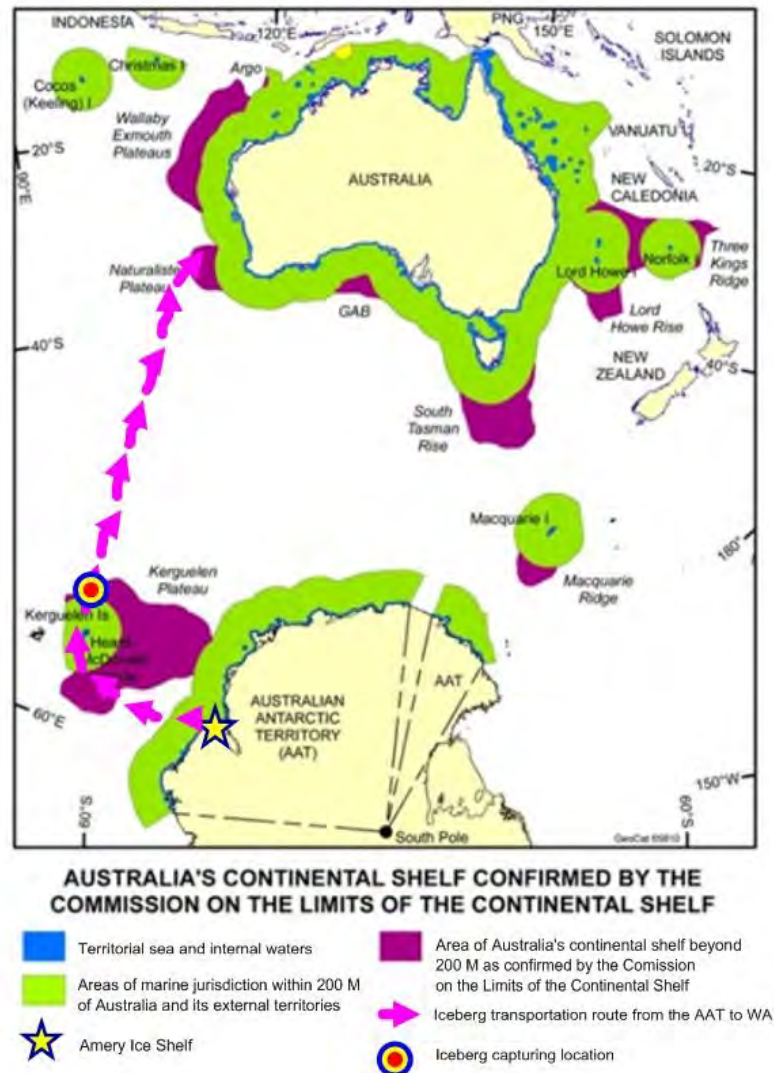 INDONESIA
PNG
120°E
150°E
SOLOMON
ISLANDS
Christmas I
Argo
Cocos
(Keeling) I
Wallaby
Exmouth
Plateaus
VANUATU
20°S
20°S
90°E
AUSTRALIA
NEW
CALEDONIA
Naturaliste
Plateau
Lord Howe I
Norfolk I
Three
Kings
Ridge
GAB
Lord
Howe Rise
40°S
NEW
ZEALAND
40°S
South
Tasman
Rise
Macquarie I
180°
Kerguelen
Plateau
Macquarie
Ridge
Kerguelen Is
Heard
McDonald
AAT
60°E
AUSTRALIAN
ANTARCTIC
TERRITORY
(AAT)
150°W
60°S
60°S
South Pole
AUSTRALIA'S CONTINENTAL SHELF CONFIRMED BY THE
COMMISSION ON THE LIMITS OF THE CONTINENTAL SHELF
Territorial sea and internal waters
Areas of marine jurisdiction within 200 M
of Australia and its external territories
Amery Ice Shelf
Area of Australia's continental shelf beyond
200 M as confirmed by the Comission
on the Limits of the Continental Shelf
Iceberg transportation route from the AAT to WA
Iceberg capturing location